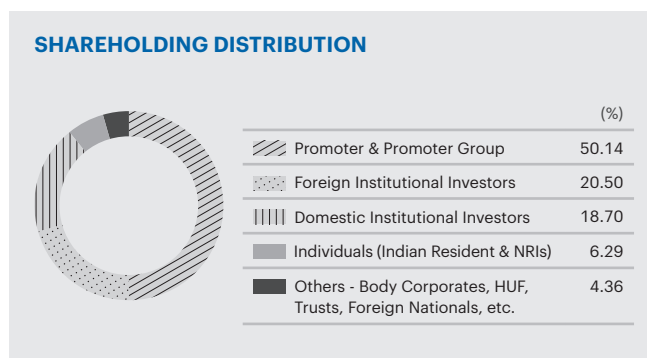 SHAREHOLDING DISTRIBUTION
(%)
Promoter & Promoter Group 50.14
Foreign Institutional Investors 20.50
Domestic Institutional Investors 18.70
Individuals (Indian Resident & NRIs) 6.29
Others - Body Corporates, HUF, 4.36
Trusts, Foreign Nationals, etc.